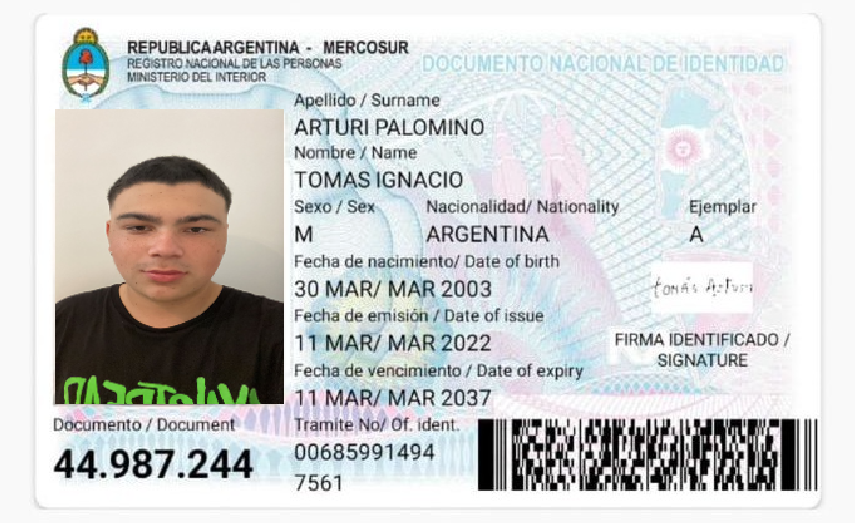 REPUBLICA ARGENTINA - MERCOSUR
REGISTRO NACIONAL DE LAS PERSONAS
MINISTERIO DEL INTERIOR
DOCUMENTO NACIONAL DE IDENTIDAD
Apellido / Surname
ARTURI PALOMINO
Nombre / Name
TOMAS IGNACIO
Sexo / Sex Nacionalidad/ Nationality Ejemplar
M ARGENTINA A
Fecha de nacimiento/ Date of birth
30 MAR/ MAR 2003
Fecha de emisión / Date of issue
11 MAR/ MAR 2022
Fecha de vencimiento / Date of expiry
11 MAR/ MAR 2037
tomás Arturi
FIRMA IDENTIFICADO /
SIGNATURE
Documento / Document
44.987.244
Tramite No/ Of. ident.
00685991494
7561